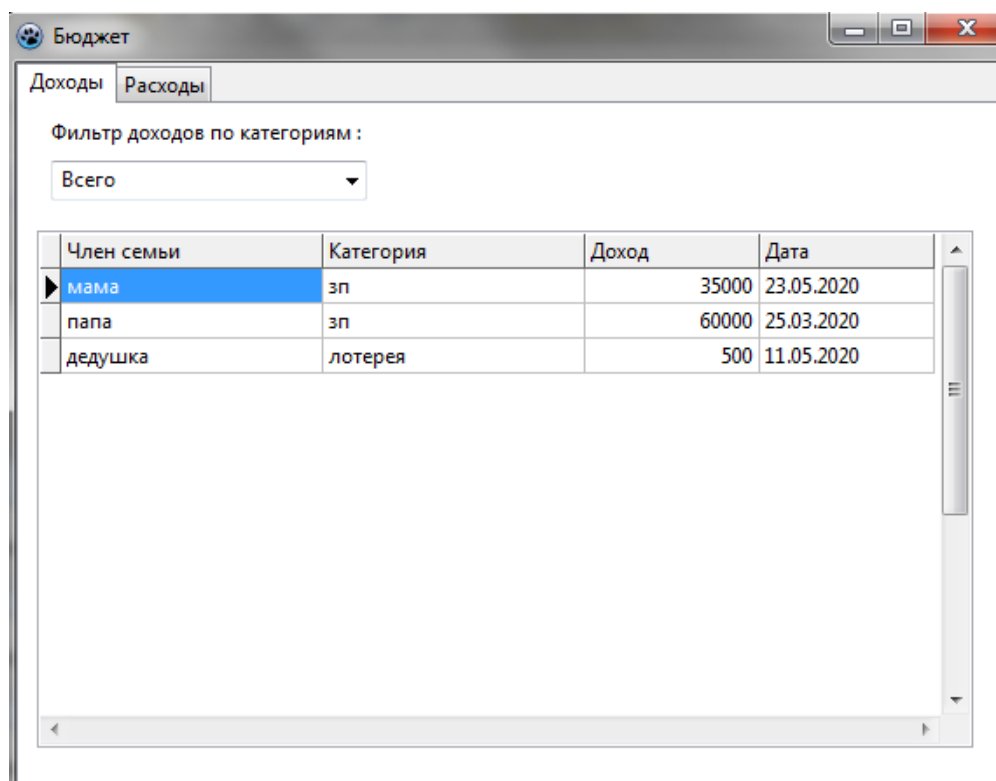 Бюджет
Доходы Расходы
Фильтр доходов по категориям :
Всего
Член семьи Категория Доход Дата
мама зп 35000 23.05.2020
папа зп 60000 25.03.2020
дедушка лотерея 500 11.05.2020